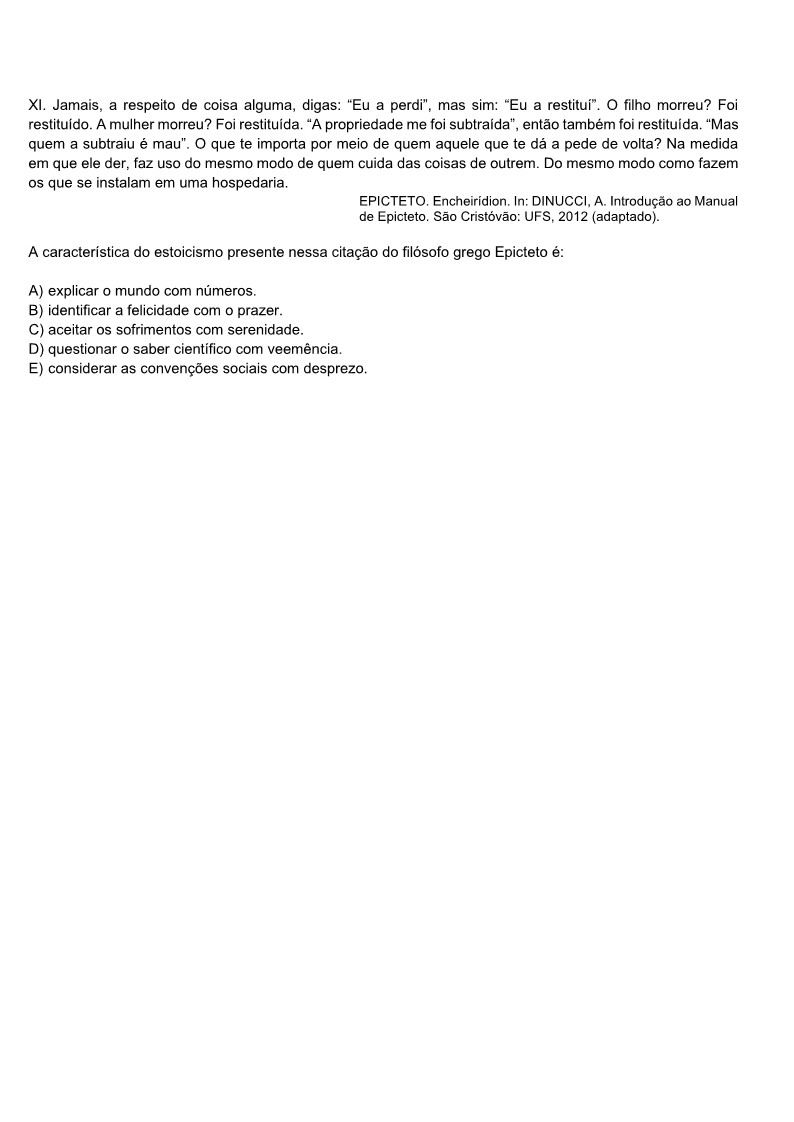 XI. Jamais, a respeito de coisa alguma, digas: “Eu a perdi”, mas sim: “Eu a restituí”. O filho morreu? Foi
restituído. A mulher morreu? Foi restituída. “A propriedade me foi subtraída”, então também foi restituída. “Mas
quem a subtraiu é mau”. O que te importa por meio de quem aquele que te dá a pede de volta? Na medida
em que ele der, faz uso do mesmo modo de quem cuida das coisas de outrem. Do mesmo modo como fazem
os que se instalam em uma hospedaria.
EPICTETO. Encheirídion. In: DINUCCI, A. Introdução ao Manual
de Epicteto. São Cristóvão: UFS, 2012 (adaptado).
A característica do estoicismo presente nessa citação do filósofo grego Epicteto é:
A) explicar o mundo com números.
B) identificar a felicidade com o prazer.
C) aceitar os sofrimentos com serenidade.
D) questionar o saber científico com veemência.
E) considerar as convenções sociais com desprezo.